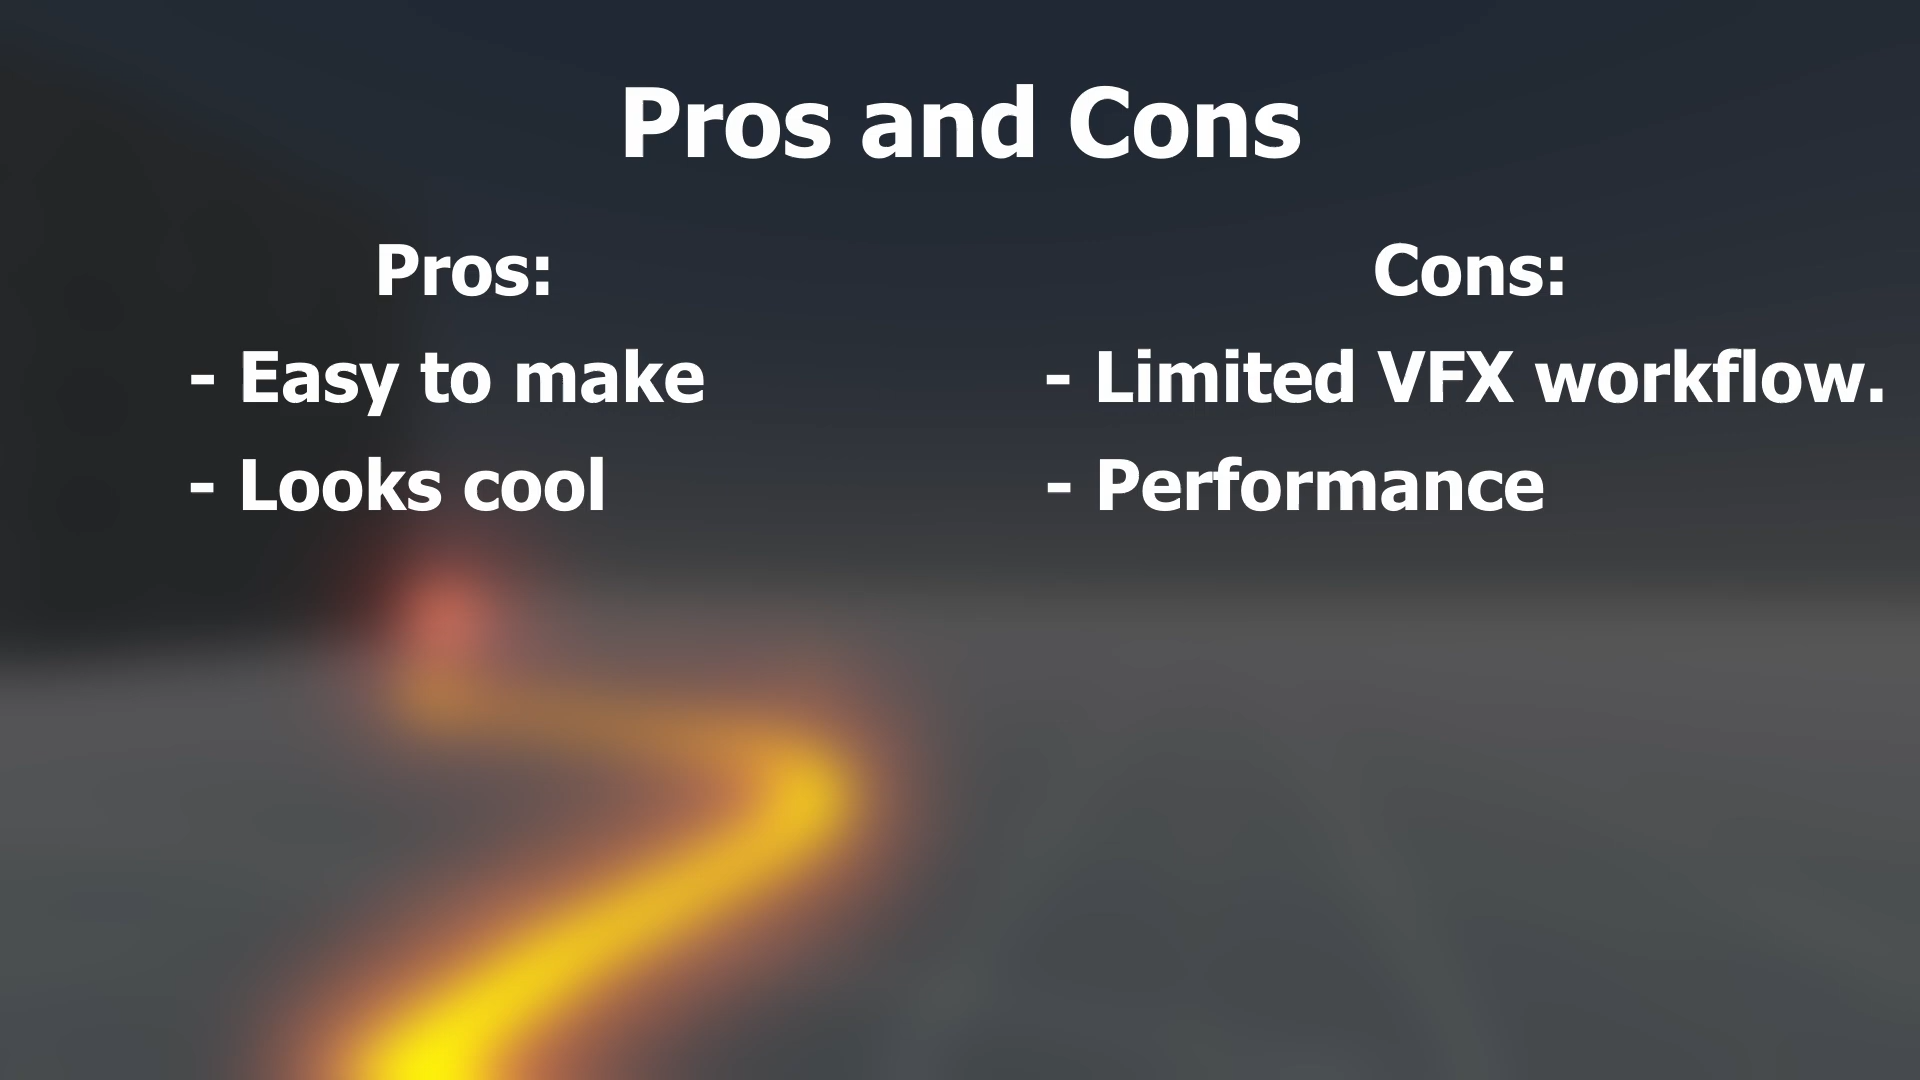 Pros and Cons
Pros:
- Easy to make
- Looks cool
Cons:
- Limited VFX workflow.
- Performance